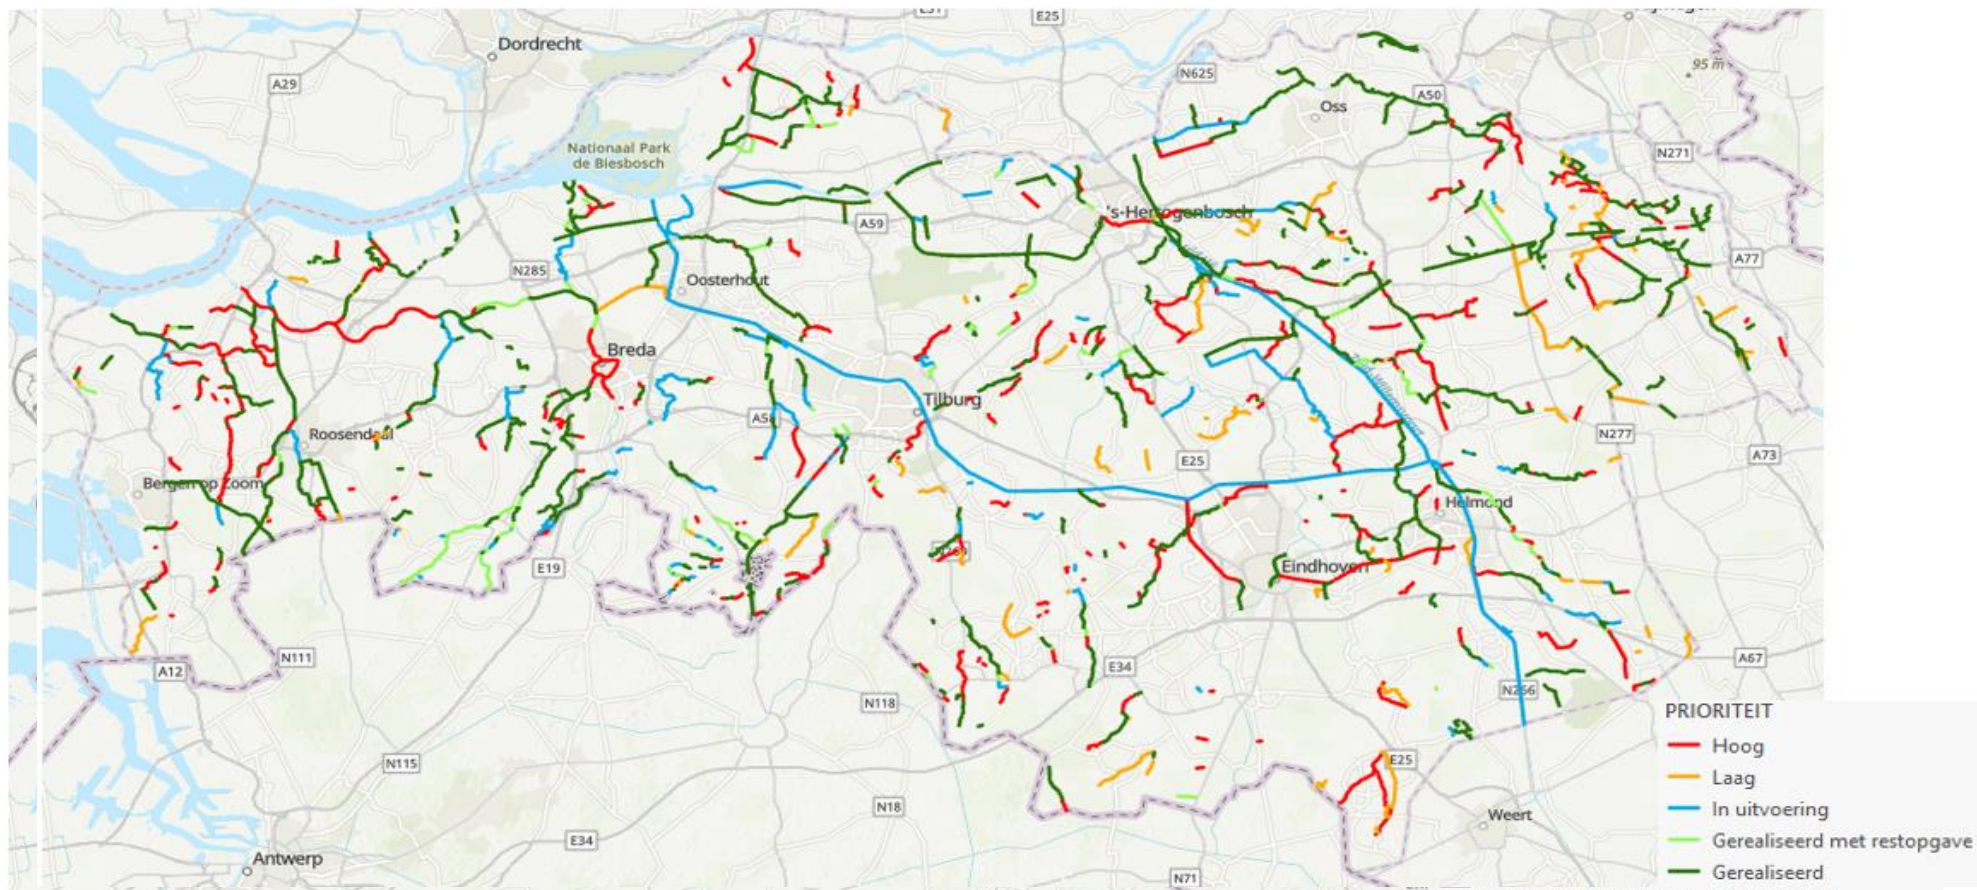 E25
Dordrecht
95 m
N625
A29
A50
Oss
Nationaal Park
de Biesbosch
N271
's-Hertogenbosch
A59
A77
N285
Oosterhout
Breda
Tilburg
A58
Roosendaal
N277
A73
E25
Bergen op Zoom
Helmond
E19
Eindhoven
N111
A12
E34
A67
N266
N118
N115
E25
N18
Weert
E34
Antwerp
N71
PRIORITEIT
Hoog
Laag
In uitvoering
Gerealiseerd met restopgave
Gerealiseerd